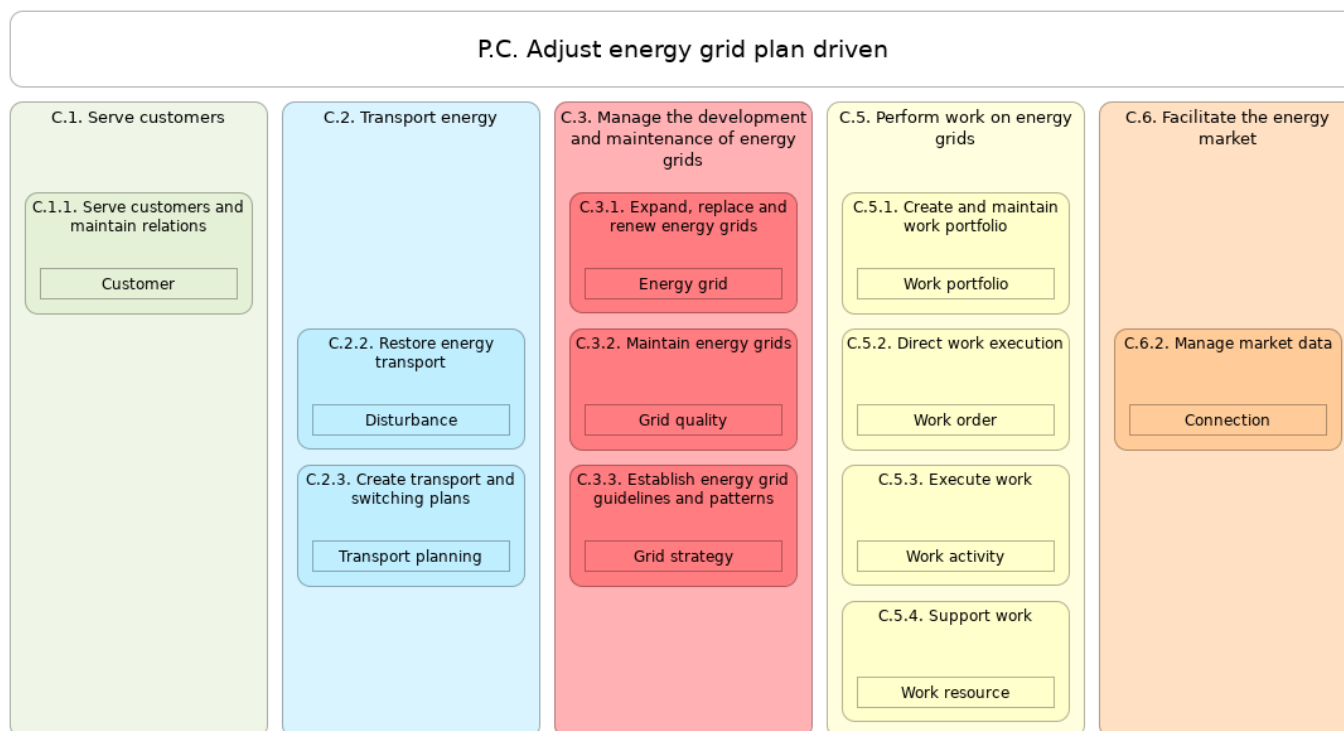 P.C. Adjust energy grid plan driven
C.1. Serve customers
C.1.1. Serve customers and
maintain relations
Customer
C.2. Transport energy
C.2.2. Restore energy
transport
Disturbance
C.2.3. Create transport and
switching plans
Transport planning
C.3. Manage the development
and maintenance of energy
grids
C.3.1. Expand, replace and
renew energy grids
Energy grid
C.3.2. Maintain energy grids
Grid quality
C.3.3. Establish energy grid
guidelines and patterns
Grid strategy
C.5. Perform work on energy
grids
C.5.1. Create and maintain
work portfolio
Work portfolio
C.5.2. Direct work execution
Work order
C.5.3. Execute work
Work activity
C.5.4. Support work
Work resource
C.6. Facilitate the energy
market
C.6.2. Manage market data
Connection